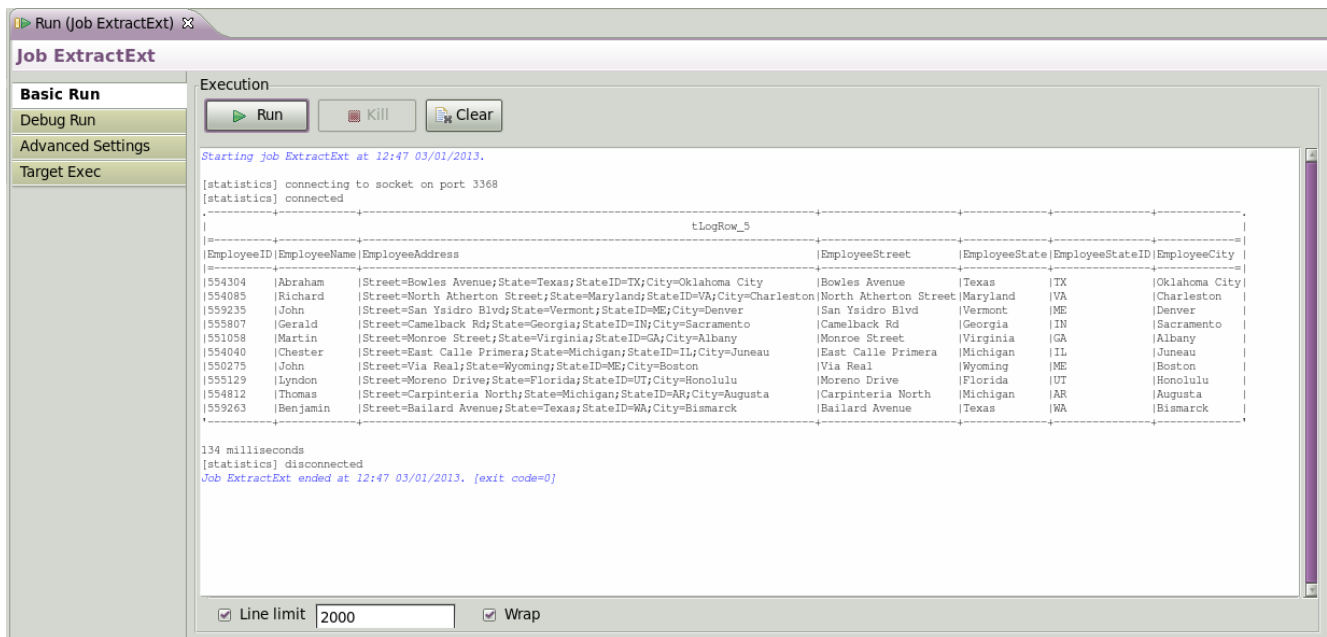 Run (Job ExtractExt)
Job ExtractExt
Basic Run
Debug Run
Advanced Settings
Target Exec
Execution
Run
Kill
Clear
Starting job ExtractExt at 12:47 03/01/2013.
[statistics] connecting to socket on port 3368
[statistics] connected
.----------+------------+----------------------------------------------------------------------+---------------------+-------------+---------------+-------------.
| tLogRow_5 |
|=---------+------------+----------------------------------------------------------------------+---------------------+-------------+---------------+------------=|
|EmployeeID|EmployeeName|EmployeeAddress |EmployeeStreet |EmployeeState|EmployeeStateID|EmployeeCity |
|=---------+------------+----------------------------------------------------------------------+---------------------+-------------+---------------+------------=|
|554304 |Abraham |Street=Bowles Avenue;State=Texas;StateID=TX;City=Oklahoma City |Bowles Avenue |Texas |TX |Oklahoma City|
|554085 |Richard |Street=North Atherton Street;State=Maryland;StateID=VA;City=Charleston|North Atherton Street|Maryland |VA |Charleston |
|559235 |John |Street=San Ysidro Blvd;State=Vermont;StateID=ME;City=Denver |San Ysidro Blvd |Vermont |ME |Denver |
|555807 |Gerald |Street=Camelback Rd;State=Georgia;StateID=IN;City=Sacramento |Camelback Rd |Georgia |IN |Sacramento |
|551058 |Martin |Street=Monroe Street;State=Virginia;StateID=GA;City=Albany |Monroe Street |Virginia |GA |Albany |
|554040 |Chester |Street=East Calle Primera;State=Michigan;StateID=IL;City=Juneau |East Calle Primera |Michigan |IL |Juneau |
|550275 |John |Street=Via Real;State=Wyoming;StateID=ME;City=Boston |Via Real |Wyoming |ME |Boston |
|555129 |Lyndon |Street=Moreno Drive;State=Florida;StateID=UT;City=Honolulu |Moreno Drive |Florida |UT |Honolulu |
|554812 |Thomas |Street=Carpinteria North;State=Michigan;StateID=AR;City=Augusta |Carpinteria North |Michigan |AR |Augusta |
|559263 |Benjamin |Street=Bailard Avenue;State=Texas;StateID=WA;City=Bismarck |Bailard Avenue |Texas |WA |Bismarck |
'----------+------------+----------------------------------------------------------------------+---------------------+-------------+---------------+-------------'
134 milliseconds
[statistics] disconnected
Job ExtractExt ended at 12:47 03/01/2013. [exit code=0]
Line limit 2000 Wrap